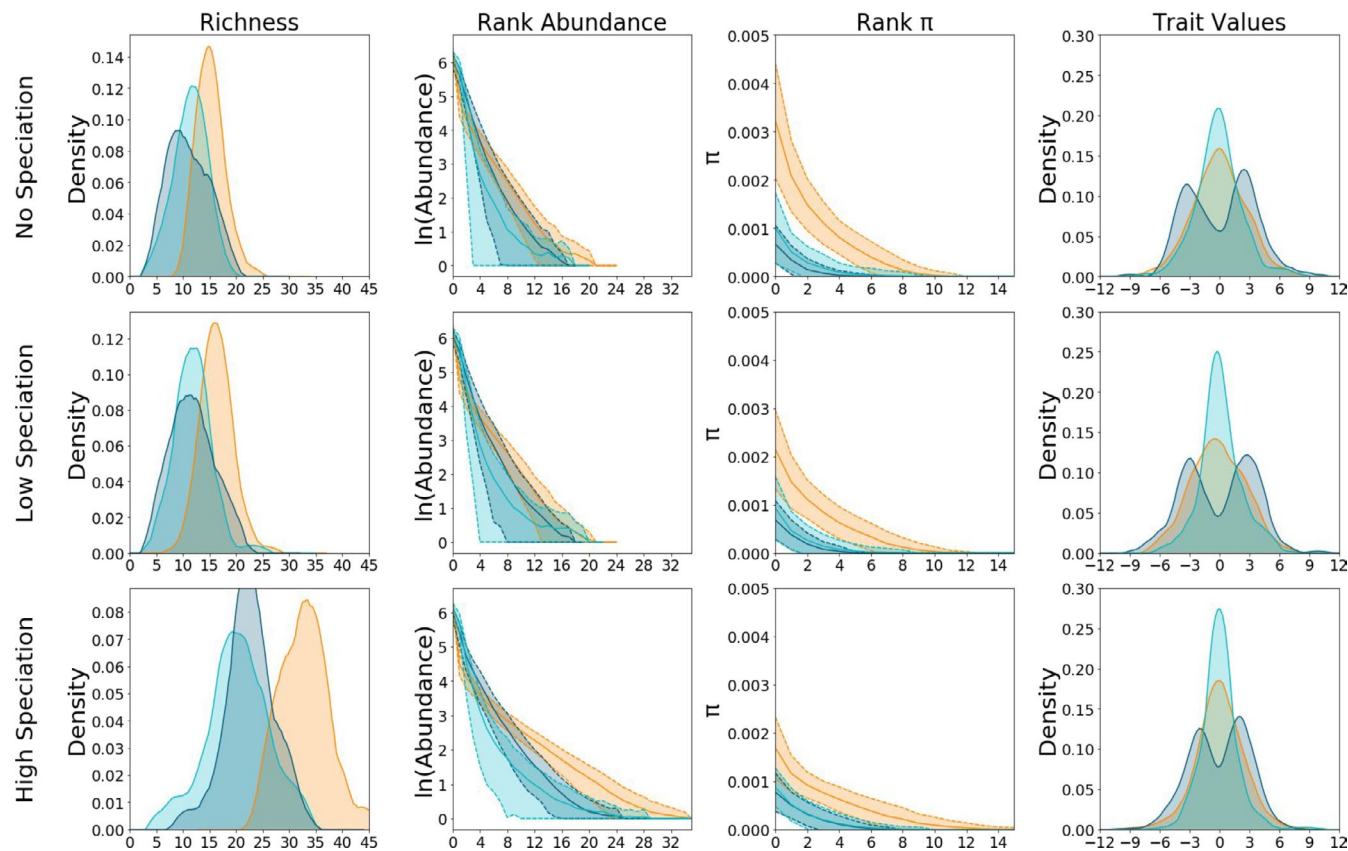 Richness
Rank Abundance
Rank π
Trait Values
No Speciation
Density
0.14
0.12
0.10
0.08
0.06
0.04
0.02
0.00
0 5 10 15 20 25 30 35 45
ln(Abundance)
6
5
4
3
2
1
0
4 8 12 16 20 24 28 32
π
0.005
0.004
0.003
0.002
0.001
0.000
0 2 4 6 8 10 12 14
Density
0.30
0.25
0.20
0.15
0.10
0.05
0.00
−12 −9 −6 −3 0 3 6 9 12
Low Speciation
Density
0.12
0.10
0.08
0.06
0.04
0.02
0.00
0 5 10 15 20 25 30 35 45
ln(Abundance)
6
5
4
3
2
1
0
4 8 12 16 20 24 28 32
π
0.005
0.004
0.003
0.002
0.001
0.000
0 2 4 6 8 10 12 14
Density
0.30
0.25
0.20
0.15
0.10
0.05
0.00
−12 −9 −6 −3 0 3 6 9 12
High Speciation
Density
0.08
0.07
0.06
0.05
0.04
0.03
0.02
0.01
0.00
0 5 10 15 20 25 30 35 45
ln(Abundance)
6
5
4
3
2
1
0
4 8 12 16 20 24 28 32
π
0.005
0.004
0.003
0.002
0.001
0.000
0 2 4 6 8 10 12 14
Density
0.30
0.25
0.20
0.15
0.10
0.05
0.00
−12 −9 −6 −3 0 3 6 9 12